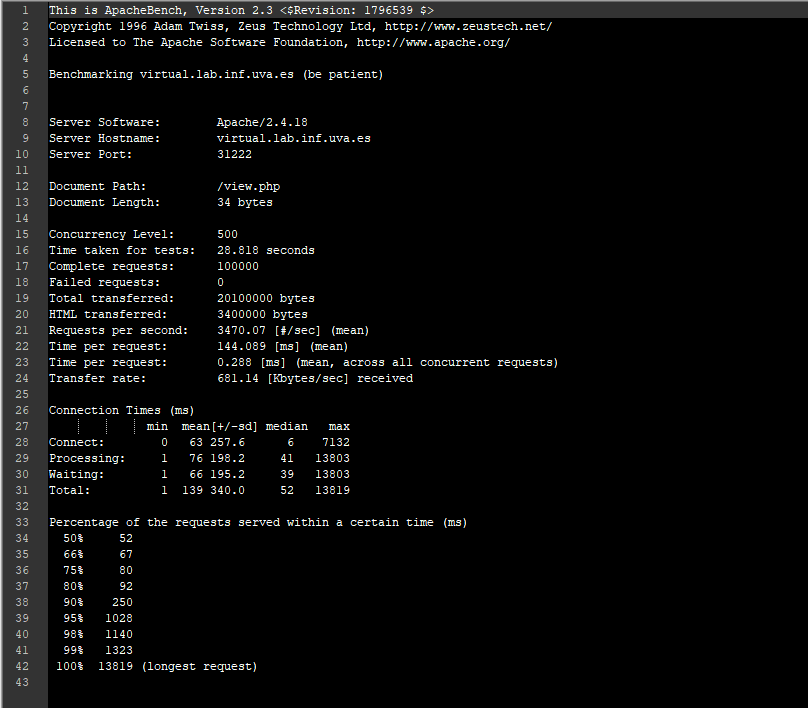 1 This is ApacheBench, Version 2.3 <$Revision: 1796539 $>
2 Copyright 1996 Adam Twiss, Zeus Technology Ltd, http://www.zeustech.net/
3 Licensed to The Apache Software Foundation, http://www.apache.org/
4
5 Benchmarking virtual.lab.inf.uva.es (be patient)
6
7
8 Server Software:        Apache/2.4.18
9 Server Hostname:        virtual.lab.inf.uva.es
10 Server Port:            31222
11
12 Document Path:          /view.php
13 Document Length:        34 bytes
14
15 Concurrency Level:      500
16 Time taken for tests:   28.818 seconds
17 Complete requests:      100000
18 Failed requests:        0
19 Total transferred:      20100000 bytes
20 HTML transferred:       3400000 bytes
21 Requests per second:    3470.07 [#/sec] (mean)
22 Time per request:       144.089 [ms] (mean)
23 Time per request:       0.288 [ms] (mean, across all concurrent requests)
24 Transfer rate:          681.14 [Kbytes/sec] received
25
26 Connection Times (ms)
27               min  mean[+/-sd] median   max
28 Connect:        0   63 257.6      6    7132
29 Processing:     1   76 198.2     41   13803
30 Waiting:        1   66 195.2     39   13803
31 Total:          1  139 340.0     52   13819
32
33 Percentage of the requests served within a certain time (ms)
34   50%     52
35   66%     67
36   75%     80
37   80%     92
38   90%    250
39   95%   1028
40   98%   1140
41   99%   1323
42  100%  13819 (longest request)
43